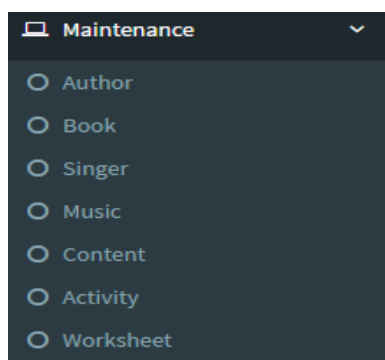 Maintenance
Author
Book
Singer
Music
Content
Activity
Worksheet